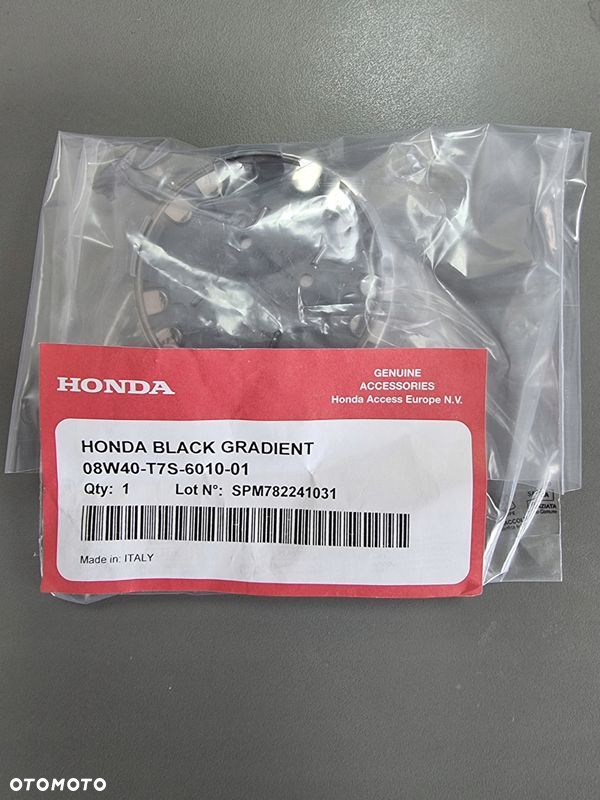 HONDA
GENUINE
ACCESSORIES
Honda Access Europe N.V.
HONDA BLACK GRADIENT
08W40-T7S-6010-01
Qty: 1 Lot N°: SPM782241031
Made in: ITALY
OTOMOTO